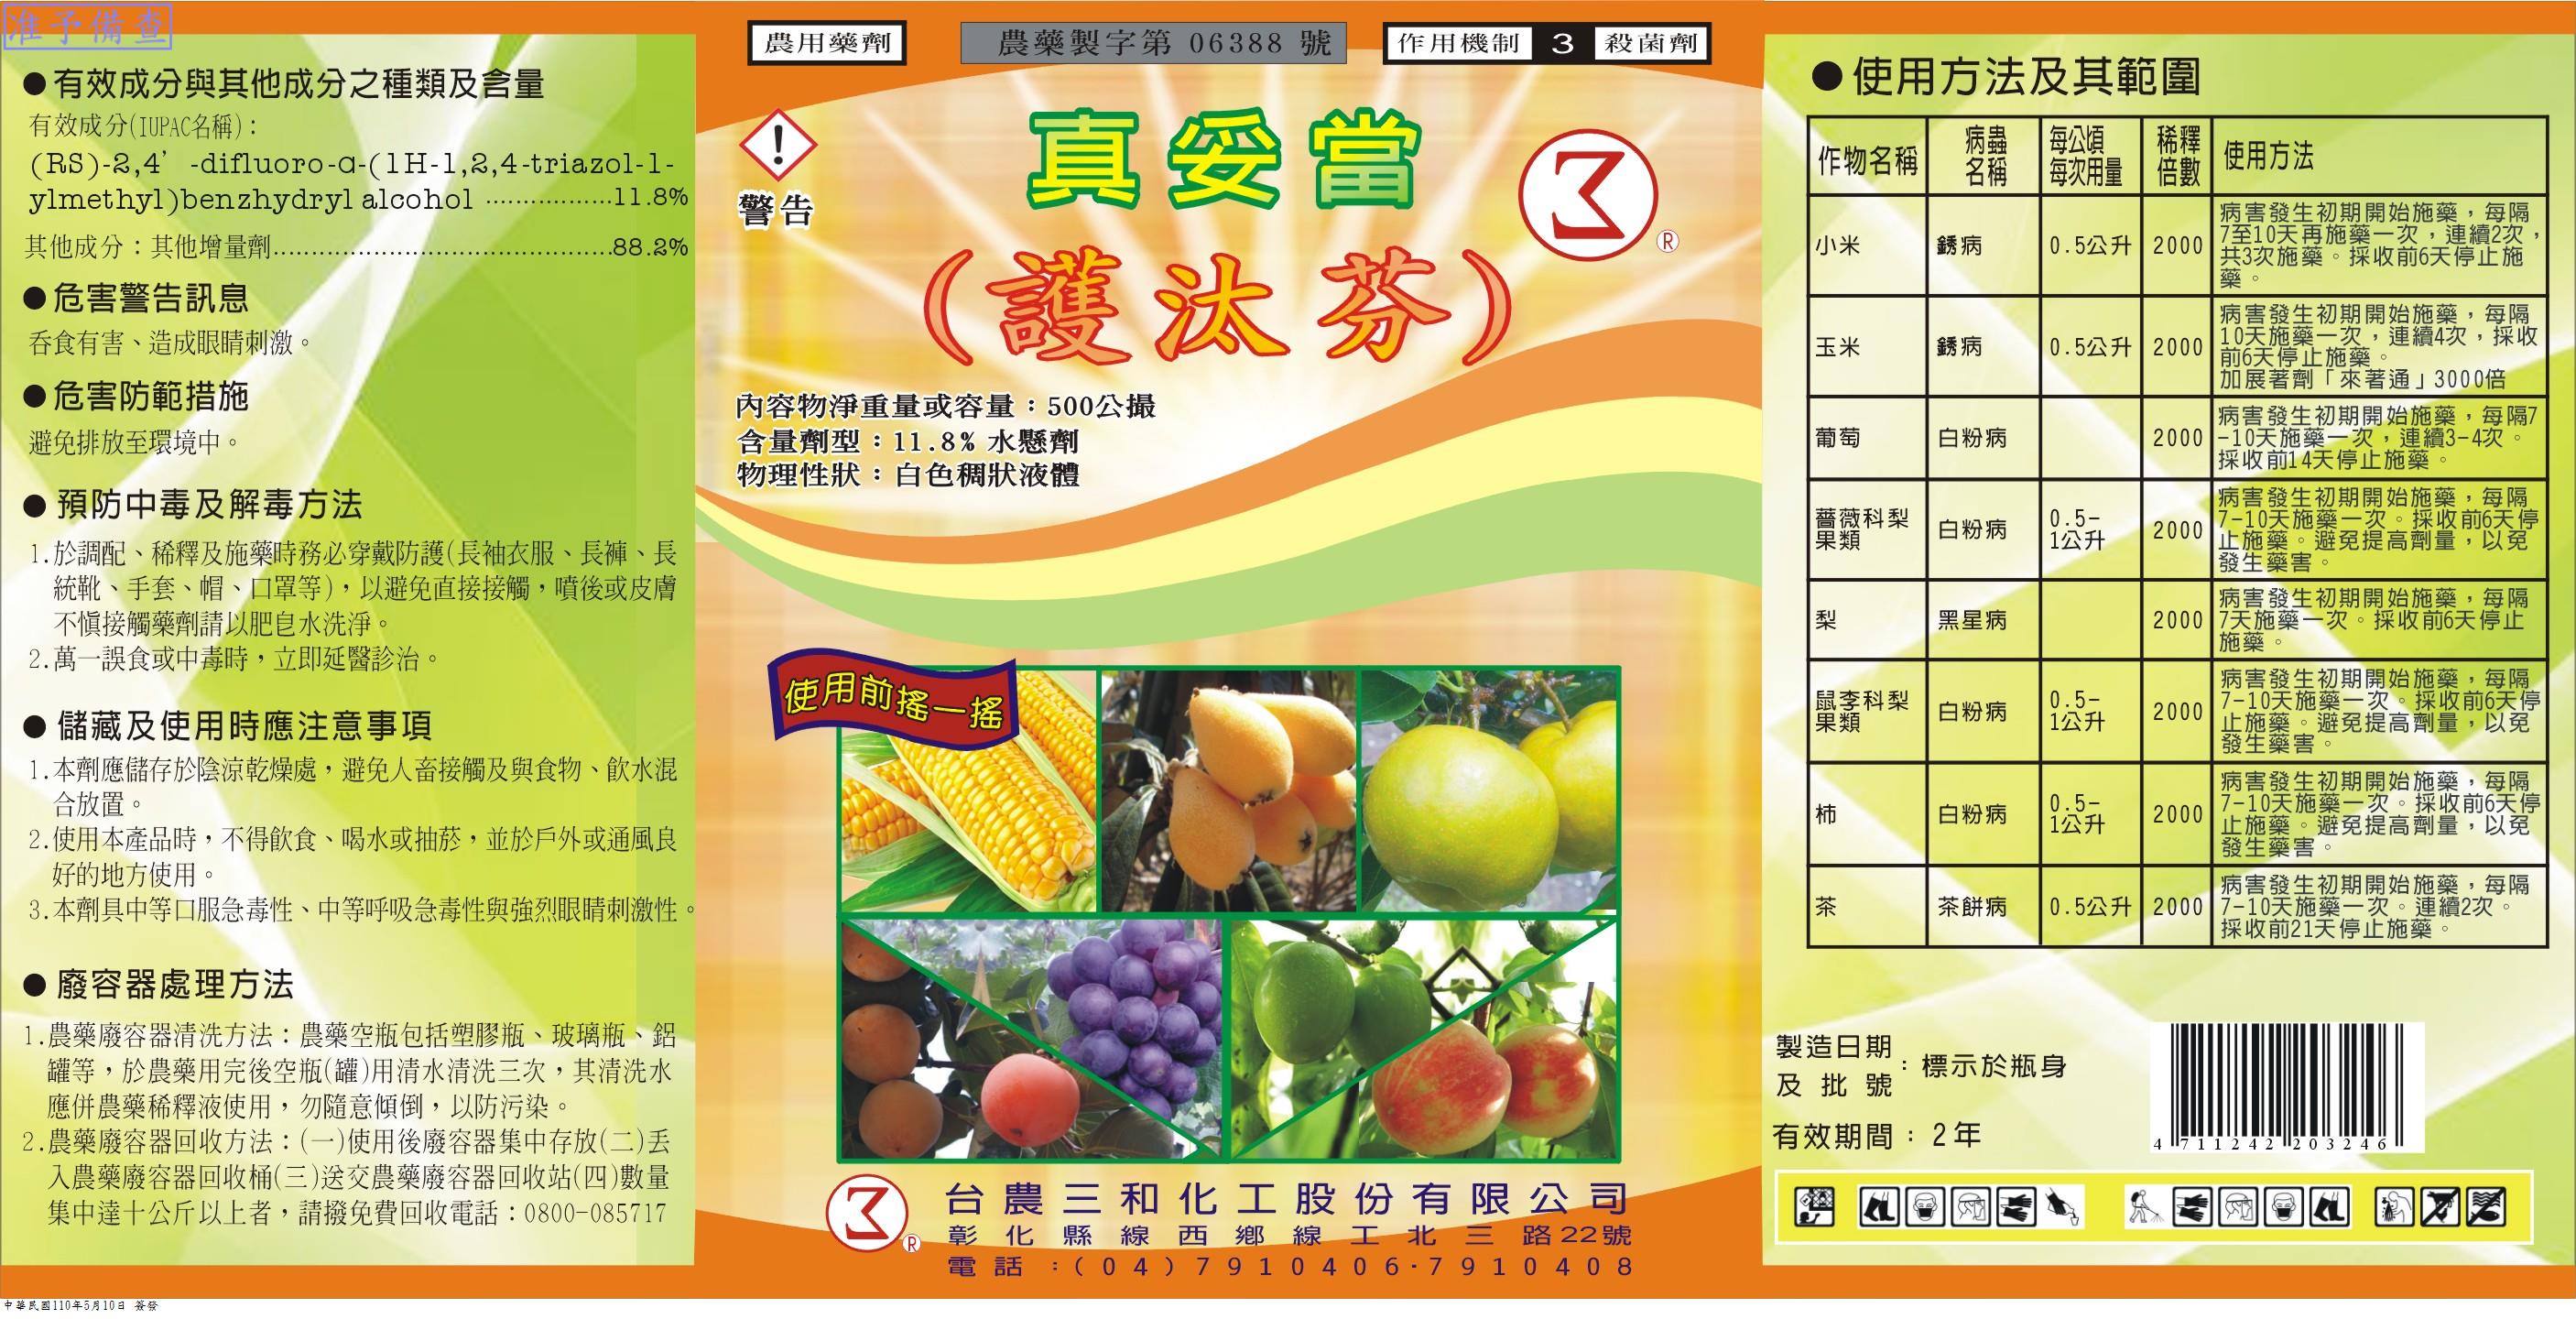 准予備查
●有效成分與其他成分之種類及含量
有效成分(IUPAC名稱)：
(RS)-2,4’-difluoro-α-(1H-1,2,4-triazol-1-
ylmethyl)benzhydryl alcohol .................11.8%
其他成分：其他增量劑.............................................88.2%
●危害警告訊息
吞食有害、造成眼睛刺激。
●危害防範措施
避免排放至環境中。
●預防中毒及解毒方法
1.於調配、稀釋及施藥時務必穿戴防護(長袖衣服、長褲、長
統靴、手套、帽、口罩等)，以避免直接接觸，噴後或皮膚
不慎接觸藥劑請以肥皂水洗淨。
2.萬一誤食或中毒時，立即延醫診治。
●儲藏及使用時應注意事項
1.本劑應儲存於陰涼乾燥處，避免人畜接觸及與食物、飲水混
合放置。
2.使用本產品時，不得飲食、喝水或抽菸，並於戶外或通風良
好的地方使用。
3.本劑具中等口服急毒性、中等呼吸急毒性與強烈眼睛刺激性。
●廢容器處理方法
1.農藥廢容器清洗方法：農藥空瓶包括塑膠瓶、玻璃瓶、鋁
罐等，於農藥用完後空瓶(罐)用清水清洗三次，其清洗水
應併農藥稀釋液使用，勿隨意傾倒，以防污染。
2.農藥廢容器回收方法：(一)使用後廢容器集中存放(二)丟
入農藥廢容器回收桶(三)送交農藥廢容器回收站(四)數量
集中達十公斤以上者，請撥免費回收電話：0800-085717
中華民國110年5月10日 簽發
農用藥劑
農藥製字第 06388 號
作用機制 3 殺菌劑
警告
真妥當
®
(護汰芬)
內容物淨重量或容量：500公撮
含量劑型：11.8% 水懸劑
物理性狀：白色稠狀液體
使用前搖一搖
®
台農三和化工股份有限公司
彰化縣線西鄉線工北三路22號
電話：(04)7910406·7910408
●使用方法及其範圍
作物名稱 病蟲名稱 每公頃每次用量 稀釋倍數 使用方法
小米 銹病 0.5公升 2000 病害發生初期開始施藥，每隔
7至10天再施藥一次，連續2次，
共3次施藥。採收前6天停止施
藥。
玉米 銹病 0.5公升 2000 病害發生初期開始施藥，每隔
10天施藥一次，連續4次，採收
前6天停止施藥。
加展著劑「來著通」3000倍
葡萄 白粉病 2000 病害發生初期開始施藥，每隔7
-10天施藥一次，連續3-4次。
採收前14天停止施藥。
薔薇科梨果類 白粉病 0.5-1公升 2000 病害發生初期開始施藥，每隔
7-10天施藥一次。採收前6天停
止施藥。避免提高劑量，以免
發生藥害。
梨 黑星病 2000 病害發生初期開始施藥，每隔
7天施藥一次。採收前6天停止
施藥。
鼠李科梨果類 白粉病 0.5-1公升 2000 病害發生初期開始施藥，每隔
7-10天施藥一次。採收前6天停
止施藥。避免提高劑量，以免
發生藥害。
柿 白粉病 0.5-1公升 2000 病害發生初期開始施藥，每隔
7-10天施藥一次。採收前6天停
止施藥。避免提高劑量，以免
發生藥害。
茶 茶餅病 0.5公升 2000 病害發生初期開始施藥，每隔
7-10天施藥一次。連續2次。
採收前21天停止施藥。
製造日期
及批號：標示於瓶身
有效期間：2年
4 711242 203246